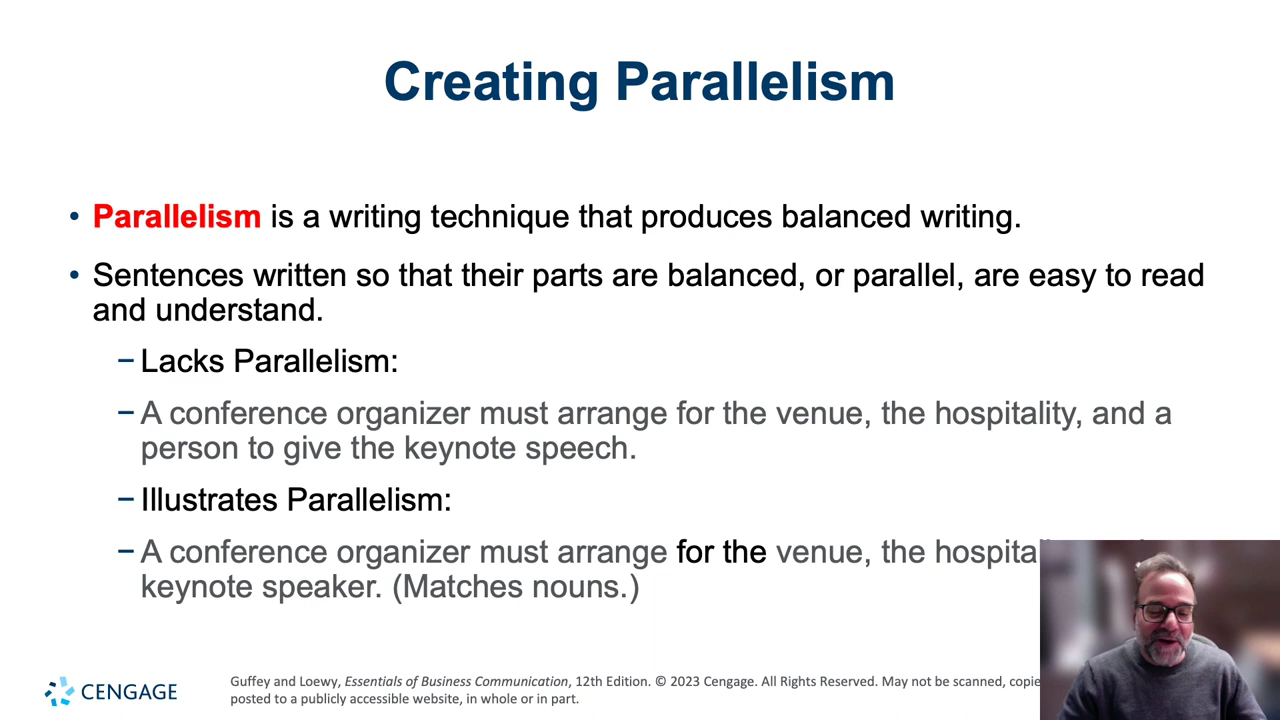 Creating Parallelism
• Parallelism is a writing technique that produces balanced writing.
• Sentences written so that their parts are balanced, or parallel, are easy to read
and understand.
– Lacks Parallelism:
– A conference organizer must arrange for the venue, the hospitality, and a
person to give the keynote speech.
– Illustrates Parallelism:
– A conference organizer must arrange for the venue, the
keynote speaker. (Matches nouns.)
CENGAGE
Guffey and Loewy, Essentials of Business Communication, 12th Edition. © 2023 Cengage. All Rights Reserved. May not be scanned,
posted to a publicly accessible website, in whole or in part.